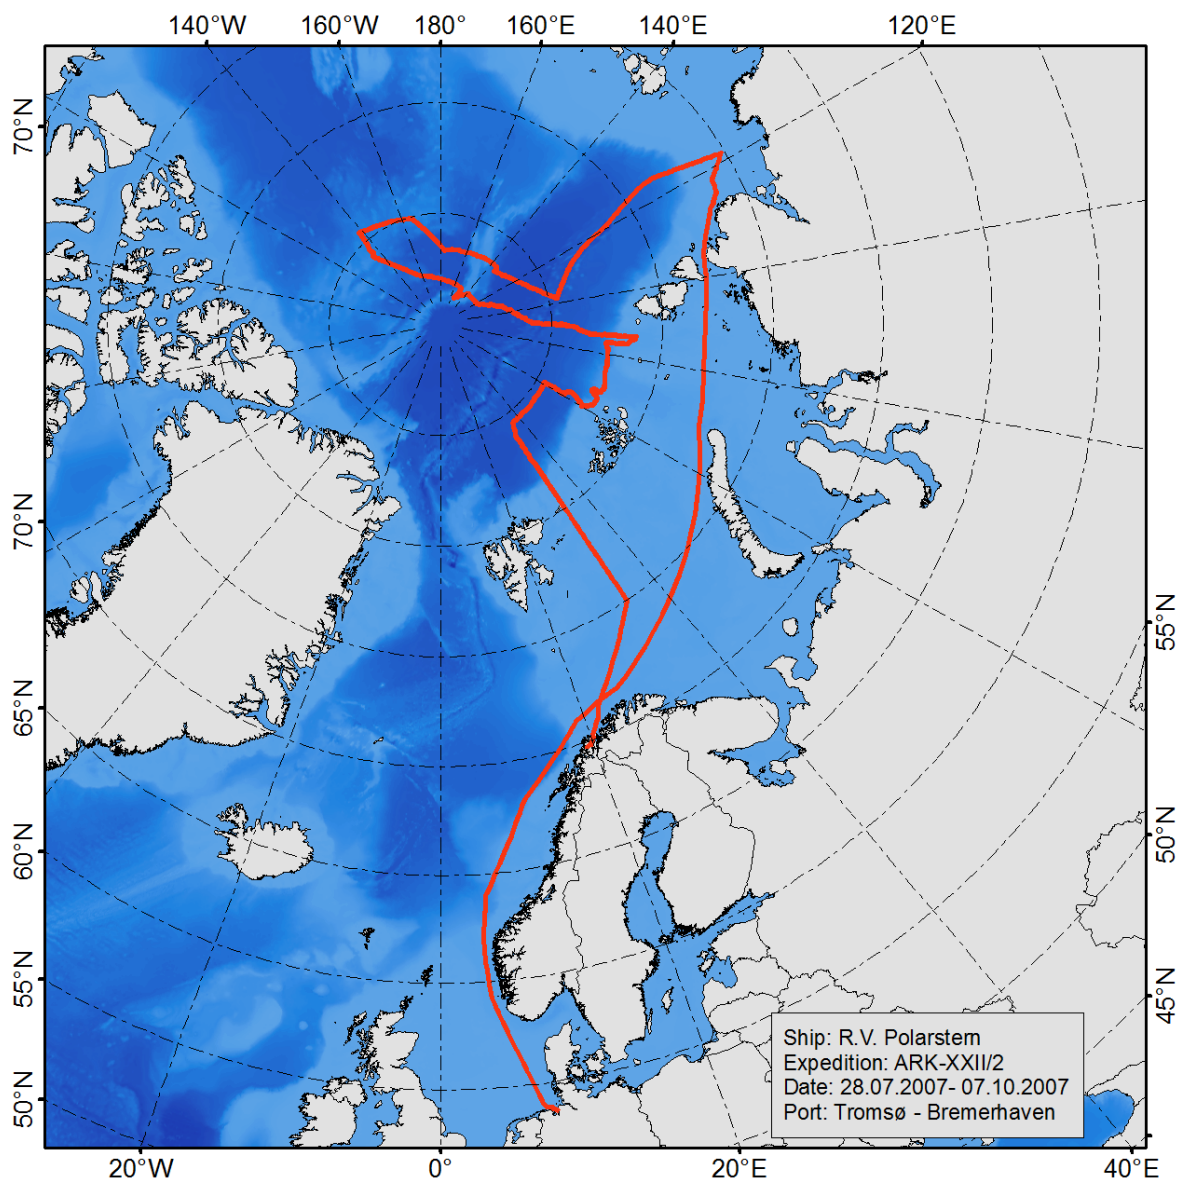 140°W 160°W 180° 160°E 140°E 120°E
70°N
70°N
65°N
60°N
55°N
50°N
55°N
50°N
45°N
Ship: R.V. Polarstern
Expedition: ARK-XXII/2
Date: 28.07.2007- 07.10.2007
Port: Tromsø - Bremerhaven
20°W 0° 20°E 40°E